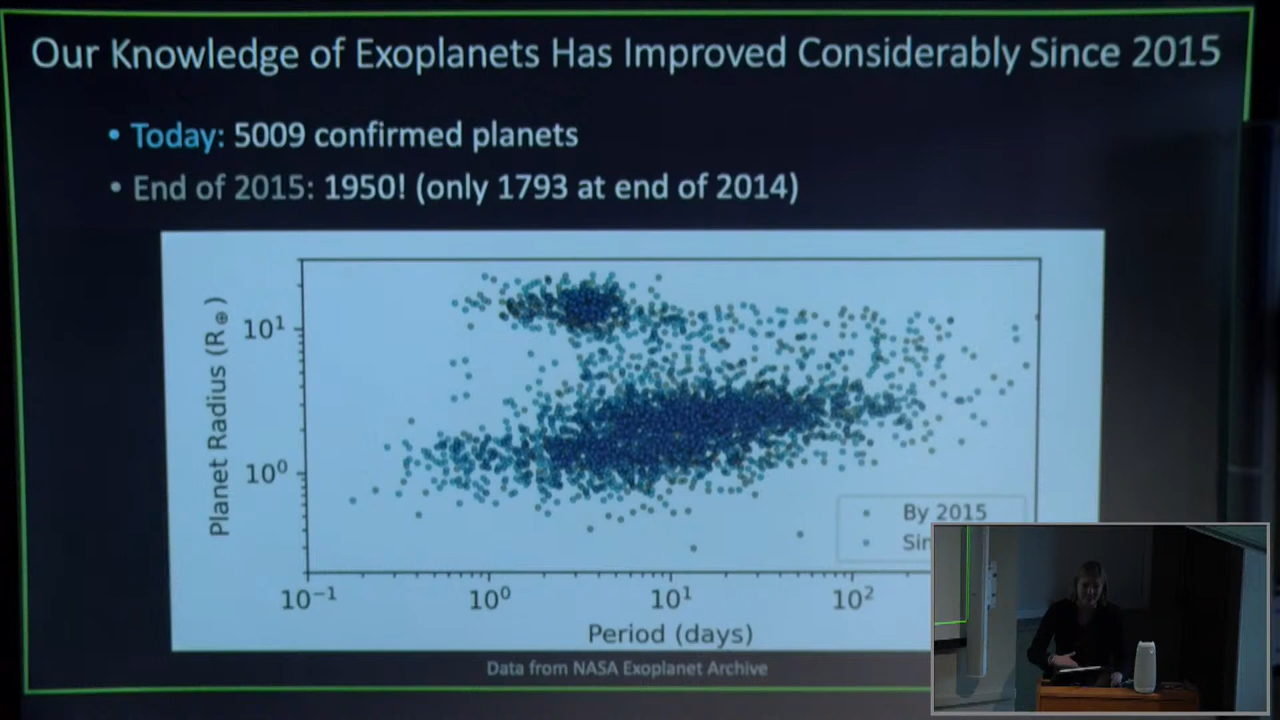 Our Knowledge of Exoplanets Has Improved Considerably Since 2015
• Today: 5009 confirmed planets
• End of 2015: 1950! (only 1793 at end of 2014)
Planet Radius (R⊕)
10¹
10⁰
By 2015
10⁻¹
10⁰
10¹
10²
Period (days)
Data from NASA Exoplanet Archive